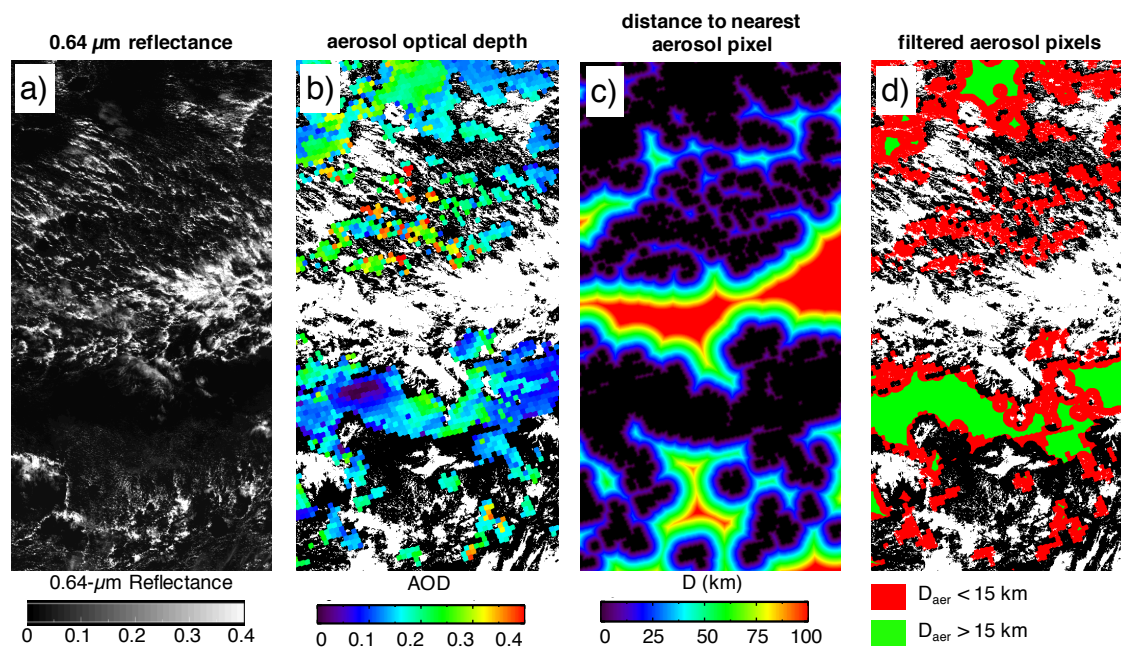 0.64 µm reflectance
aerosol optical depth
distance to nearest
aerosol pixel
filtered aerosol pixels
a)
b)
c)
d)
0.64-µm Reflectance
0 0.1 0.2 0.3 0.4
AOD
0 0.1 0.2 0.3 0.4
D (km)
0 25 50 75 100
D_aer < 15 km
D_aer > 15 km